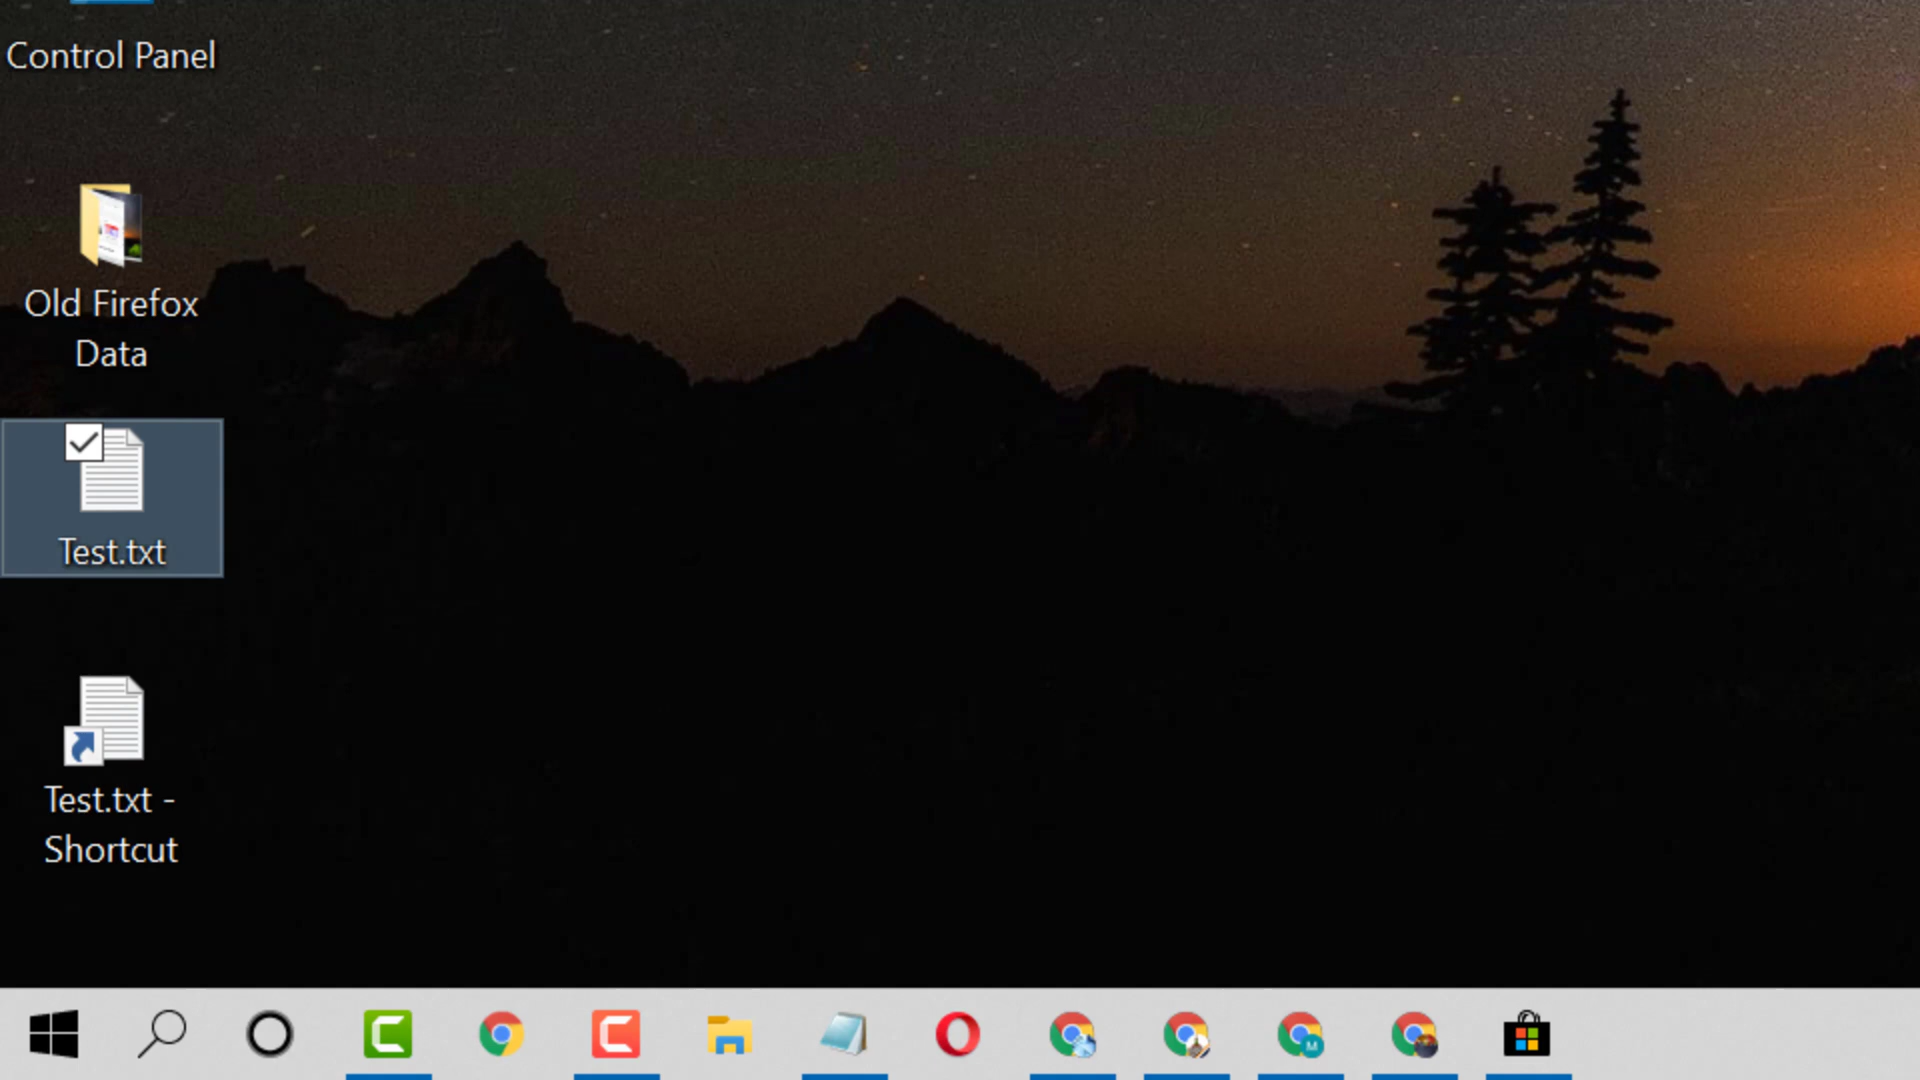 Control Panel
Old Firefox
Data
Test.txt
Test.txt -
Shortcut
M